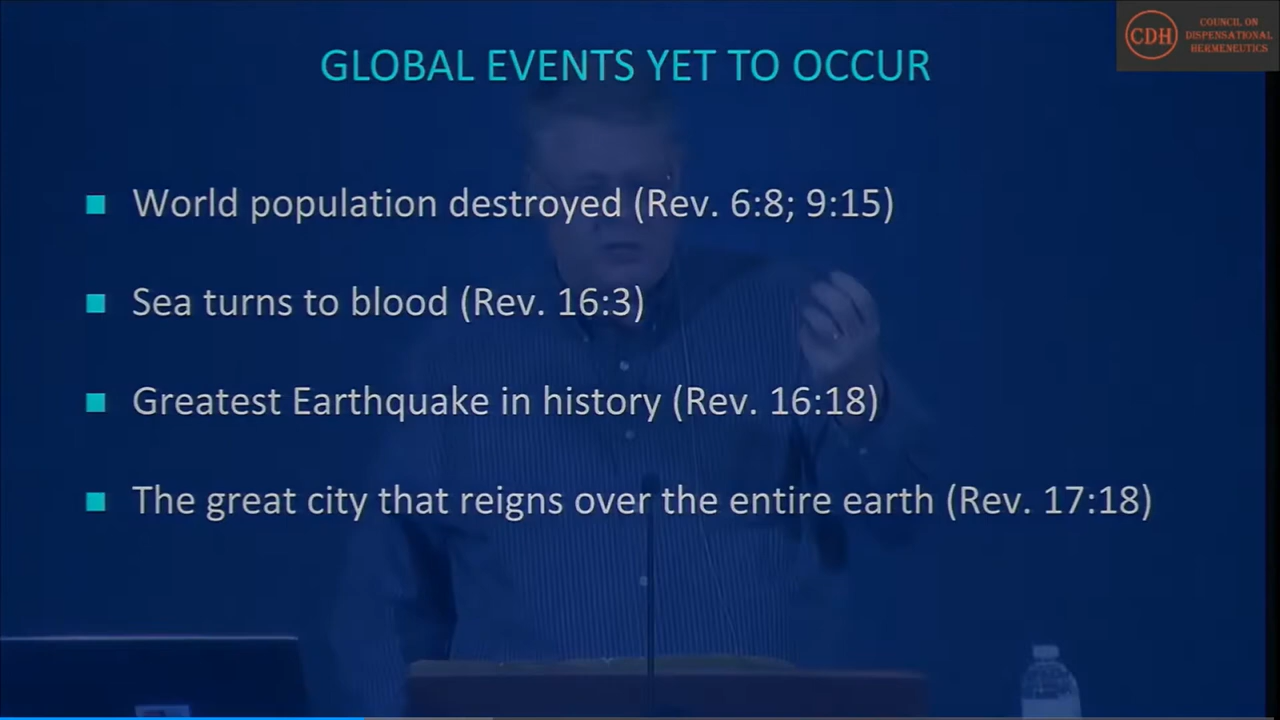 CDH
COUNCIL ON
DISPENSATIONAL
HERMENEUTICS
GLOBAL EVENTS YET TO OCCUR
World population destroyed (Rev. 6:8; 9:15)
Sea turns to blood (Rev. 16:3)
Greatest Earthquake in history (Rev. 16:18)
The great city that reigns over the entire earth (Rev. 17:18)